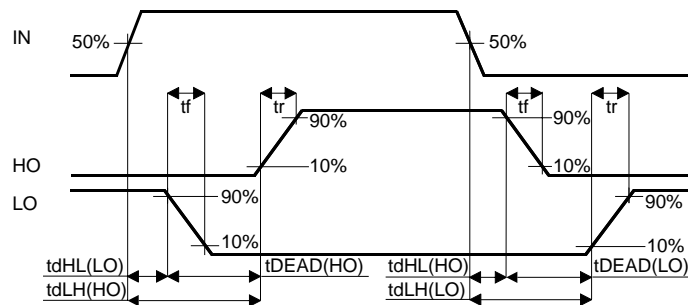 IN
50%
50%
tf
tr
tf
tr
90%
90%
HO
10%
10%
LO
90%
90%
10%
10%
tdHL(LO)
tDEAD(HO)
tdHL(HO)
tDEAD(LO)
tdLH(HO)
tdLH(LO)